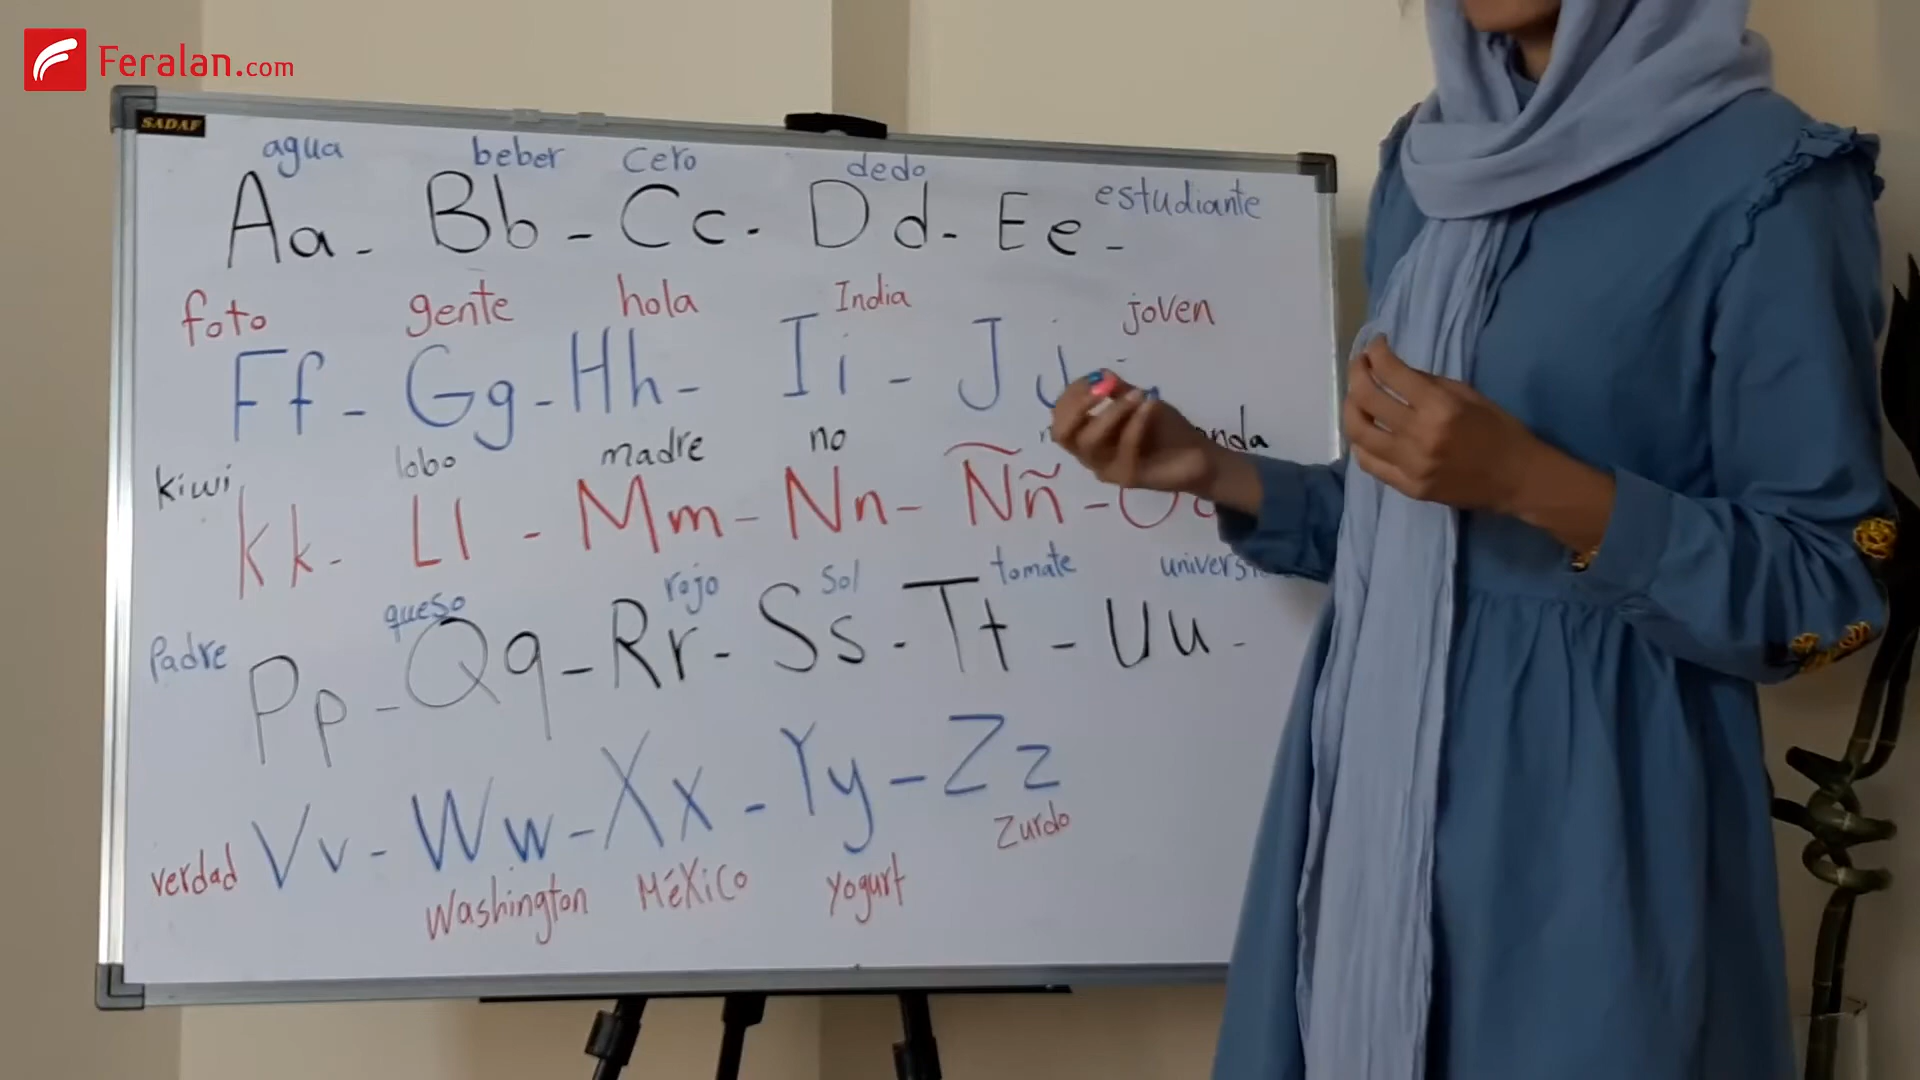 Feralan.com
SADAF
agua beber cero dedo estudiante
Aa - Bb - Cc - Dd - Ee -
foto gente hola India joven
Ff - Gg - Hh - Ii - Jj
kiwi lobo madre no
Kk - Ll - Mm - Nn - Ññ -
Padre queso rojo Sol tomate
Pp - Qq - Rr - Ss - Tt - Uu -
Vv - Ww - Xx - Yy - Zz
verdad Washington MéXiCo Yogurt Zurdo